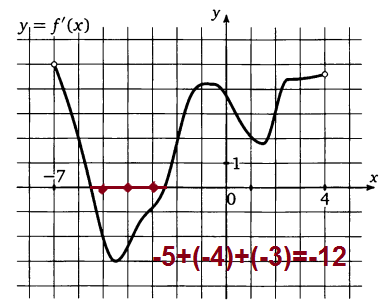 y = f'(x)
y
1
-7
0
4
x
-5+(-4)+(-3)=-12